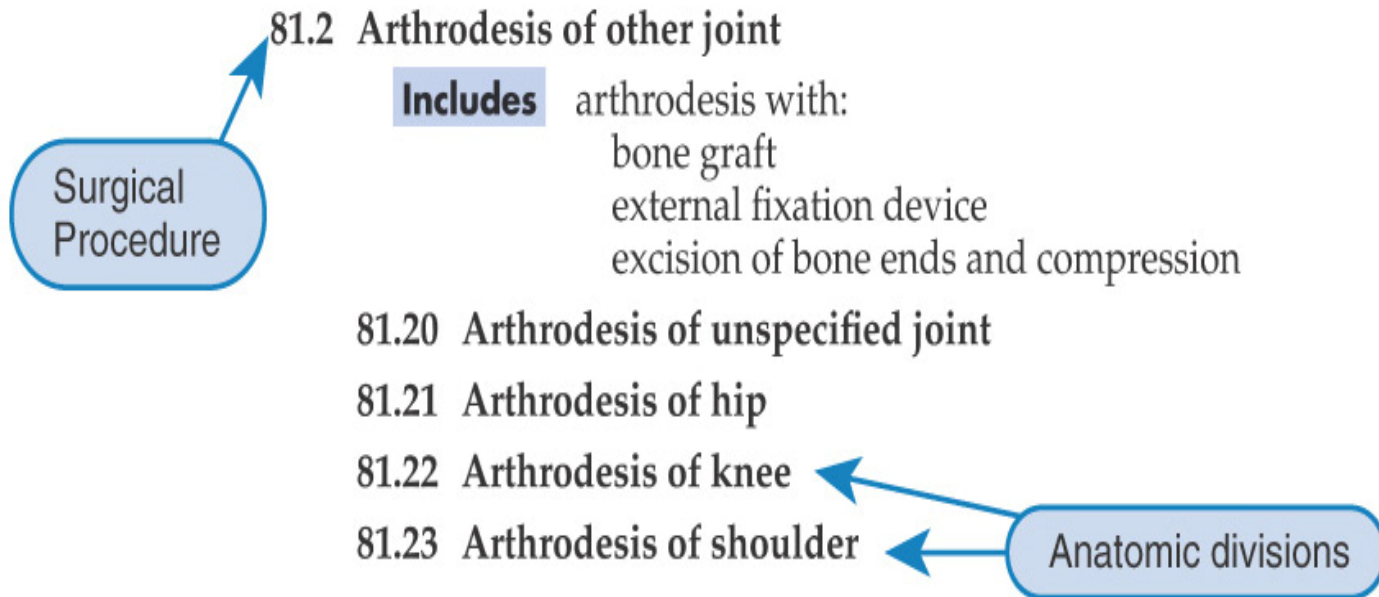 81.2 Arthrodesis of other joint
Includes arthrodesis with:
bone graft
external fixation device
excision of bone ends and compression
Surgical
Procedure
81.20 Arthrodesis of unspecified joint
81.21 Arthrodesis of hip
81.22 Arthrodesis of knee
81.23 Arthrodesis of shoulder
Anatomic divisions